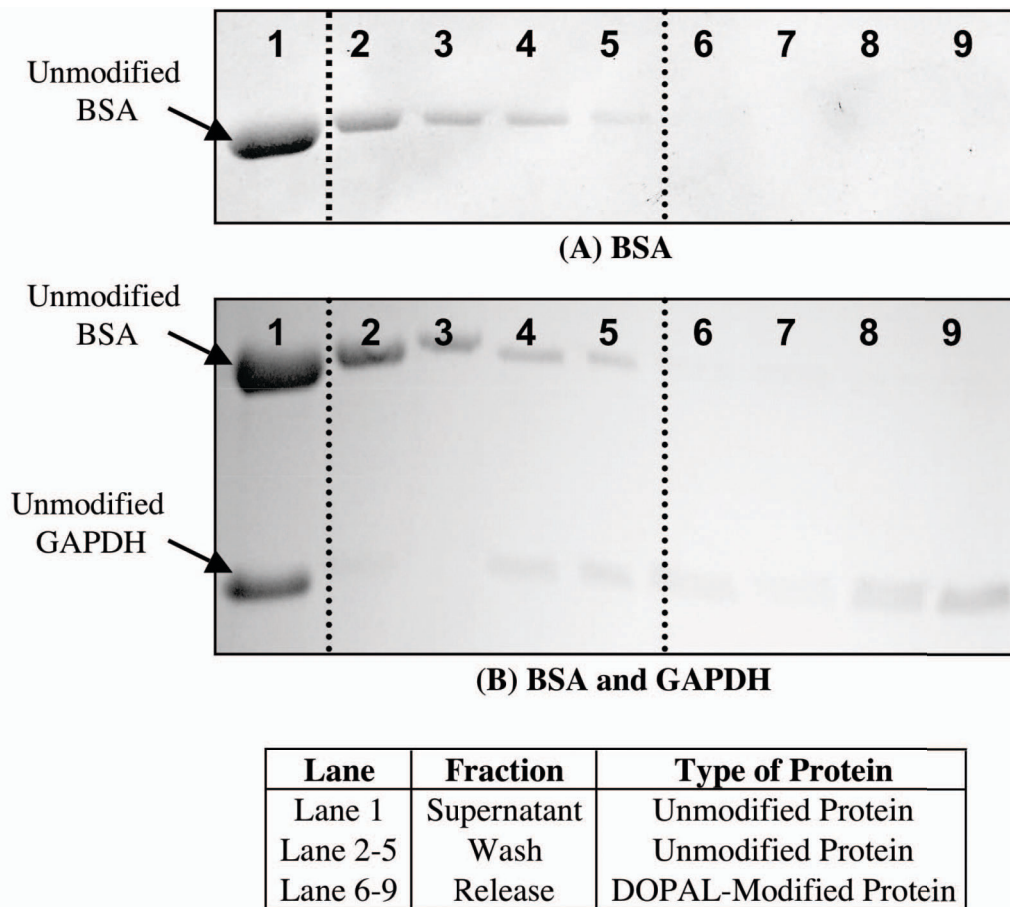 1 2 3 4 5 6 7 8 9
Unmodified
BSA
(A) BSA
Unmodified
BSA
1 2 3 4 5 6 7 8 9
Unmodified
GAPDH
(B) BSA and GAPDH
Lane Fraction Type of Protein
Lane 1 Supernatant Unmodified Protein
Lane 2-5 Wash Unmodified Protein
Lane 6-9 Release DOPAL-Modified Protein